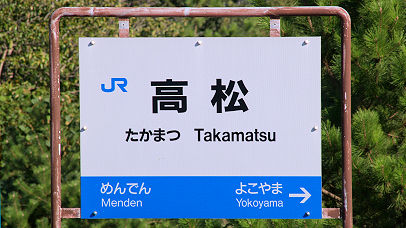 JR
高松
たかまつ Takamatsu
めんでん よこやま
Menden Yokoyama